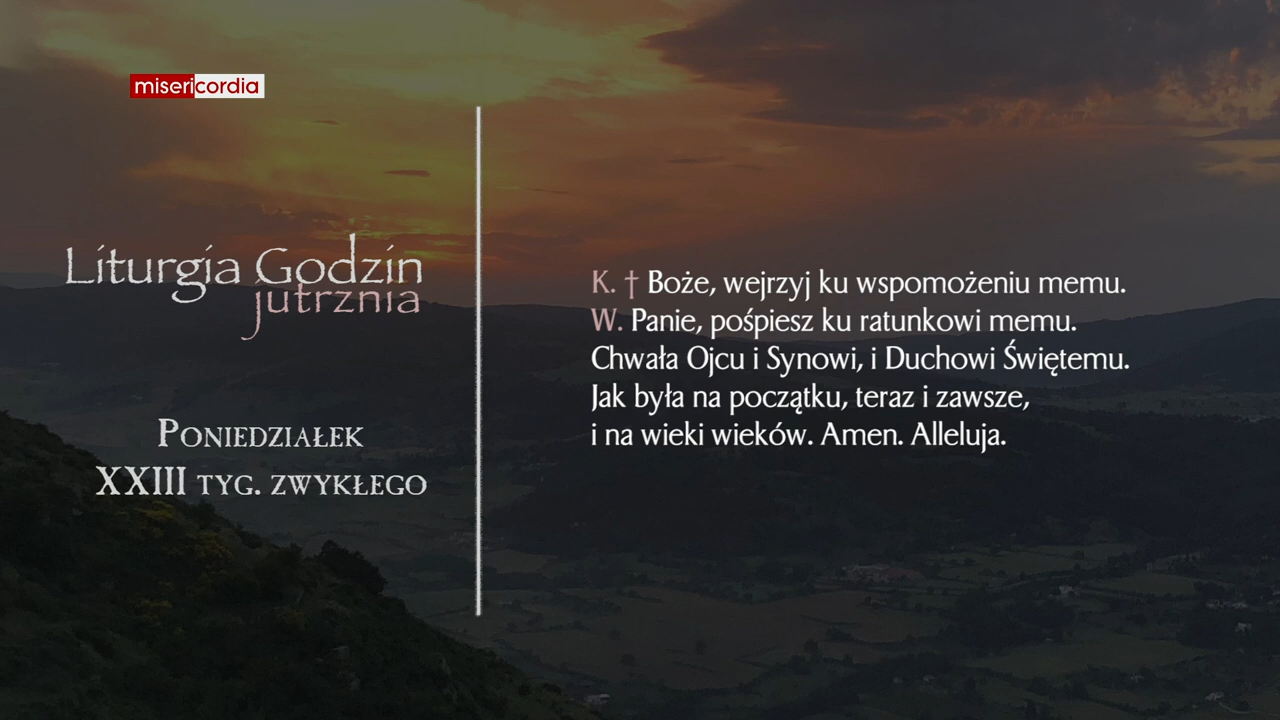 misericordia
Liturgia Godzin
jutrznia
Poniedziałek
XXIII tyg. zwykłego
K. † Boże, wejrzyj ku wspomożeniu memu.
W. Panie, pośpiesz ku ratunkowi memu.
Chwała Ojcu i Synowi, i Duchowi Świętemu.
Jak była na początku, teraz i zawsze,
i na wieki wieków. Amen. Alleluja.